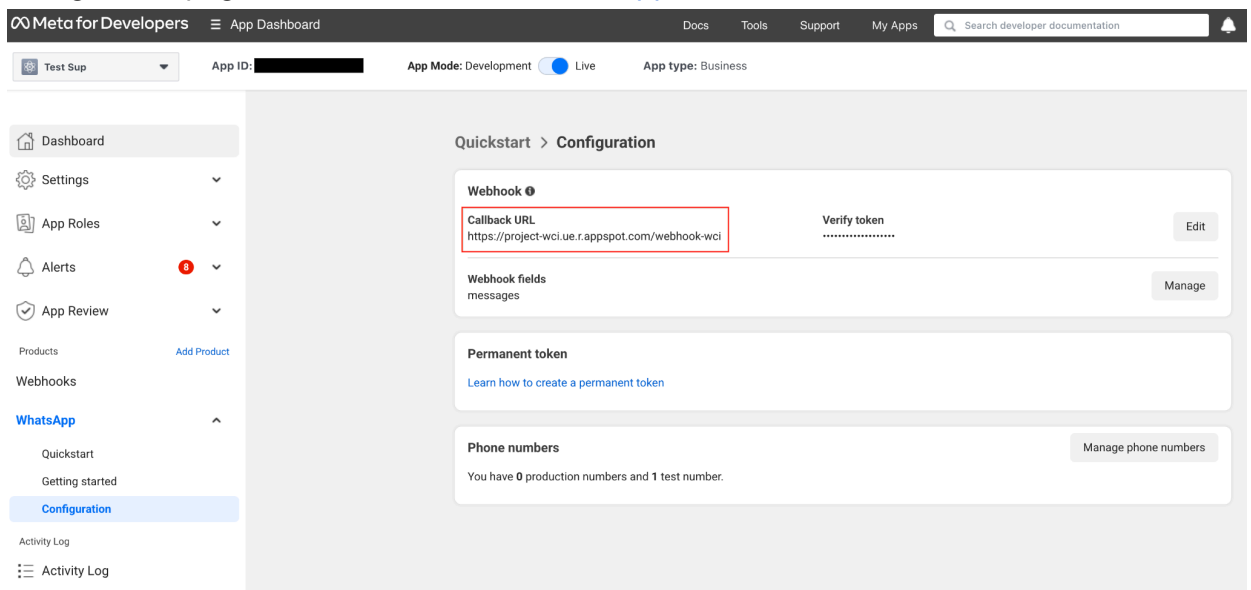 Meta for Developers
App Dashboard
Docs
Tools
Support
My Apps
Search developer documentation
Test Sup
App ID:
App Mode: Development
Live
App type: Business
Dashboard
Settings
App Roles
Alerts
8
App Review
Products
Add Product
Webhooks
WhatsApp
Quickstart
Getting started
Configuration
Activity Log
Activity Log
Quickstart > Configuration
Webhook
Callback URL
https://project-wci.ue.r.appspot.com/webhook-wci
Verify token
••••••••••••••••••
Edit
Webhook fields
messages
Manage
Permanent token
Learn how to create a permanent token
Phone numbers
Manage phone numbers
You have 0 production numbers and 1 test number.